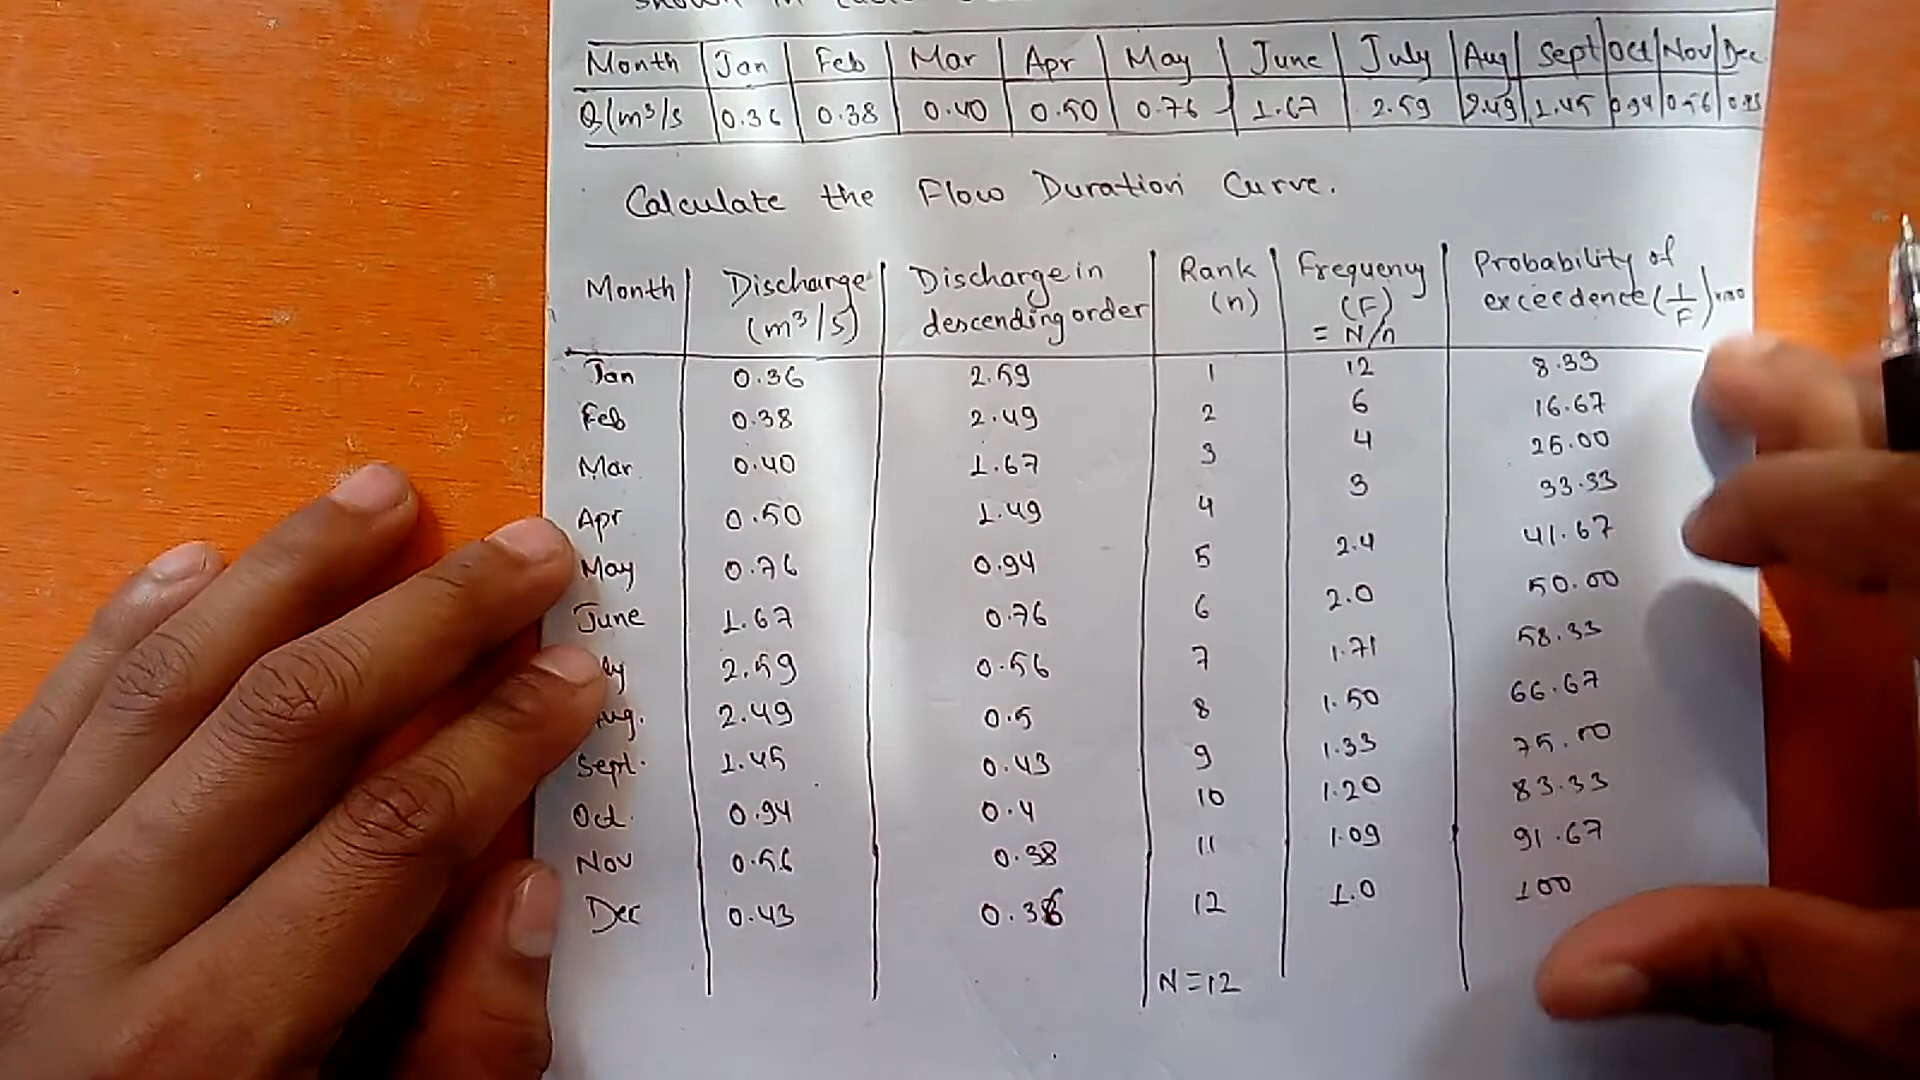 Month Jan Feb Mar Apr May June July Aug Sept Oct Nov Dec
Q(m³/s 0.36 0.38 0.40 0.50 0.76 1.67 2.59 2.49 1.45 0.94 0.56
Calculate the Flow Duration Curve.
Month Discharge (m³/s) Discharge in descending order Rank (n) Frequency (F) = N/n Probability of exceedence (1/F)×100
Jan 0.36 2.59 1 12 8.33
Feb 0.38 2.49 2 6 16.67
Mar 0.40 1.67 3 4 25.00
Apr 0.50 1.49 4 3 33.33
May 0.76 0.94 5 2.4 41.67
June 1.67 0.76 6 2.0 50.00
ly 2.59 0.56 7 1.71 58.33
Aug. 2.49 0.5 8 1.50 66.67
Sept. 1.45 0.43 9 1.33 75.00
Oct. 0.94 0.4 10 1.20 83.33
Nov 0.56 0.38 11 1.09 91.67
Dec 0.43 0.36 12 1.0 100
N=12